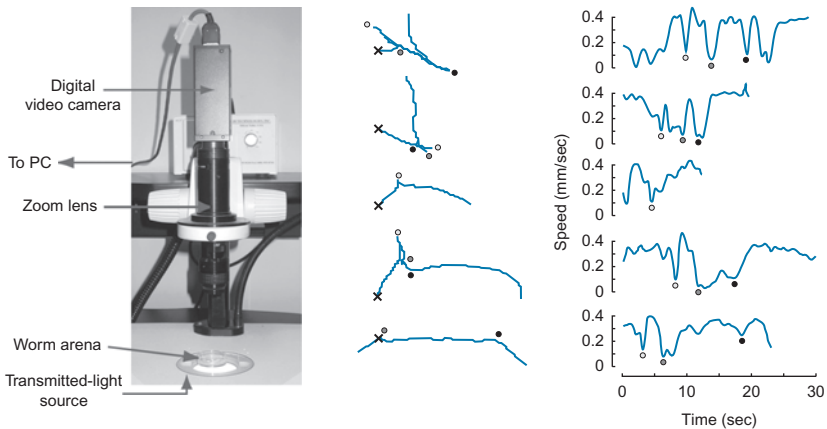 Digital
video camera
To PC
Zoom lens
Worm arena
Transmitted-light
source
Speed (mm/sec)
0.4
0.2
0
0.4
0.2
0
0.4
0.2
0
0.4
0.2
0
0.4
0.2
0
0 10 20 30
Time (sec)